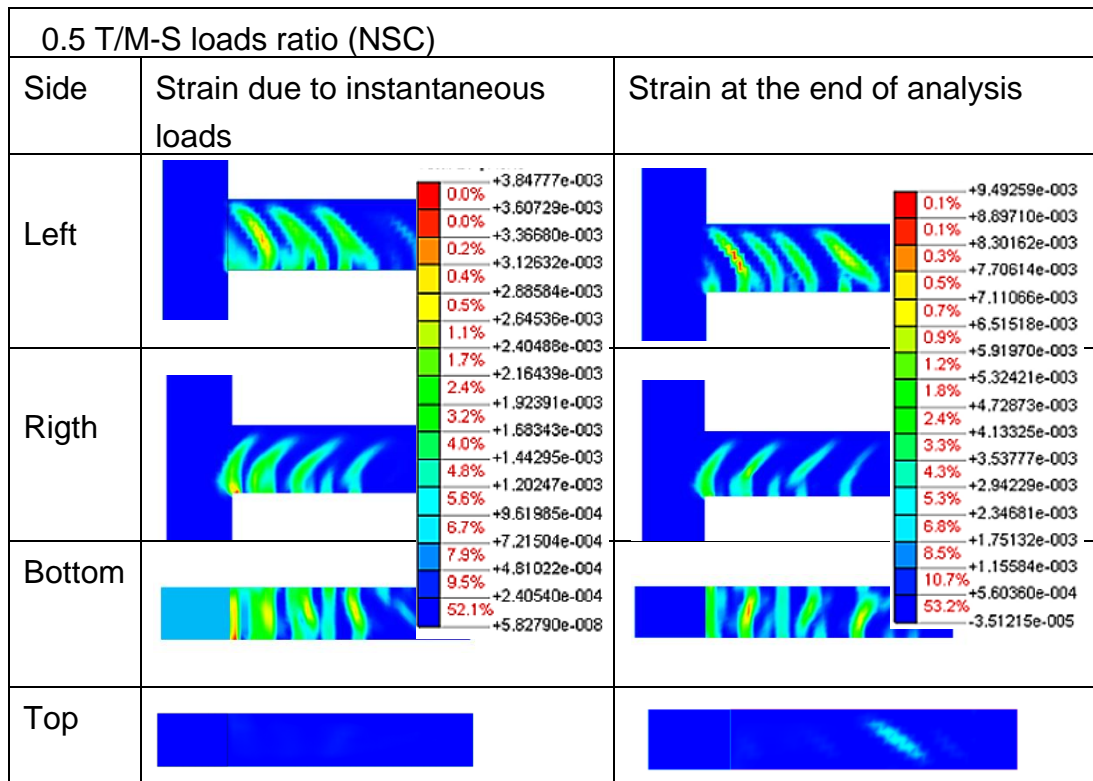 0.5 T/M-S loads ratio (NSC)
Side
Strain due to instantaneous
loads
Strain at the end of analysis
Left
+3.84777e-003
0.0%
+3.60729e-003
0.0%
+3.36680e-003
0.2%
+3.12632e-003
0.4%
+2.88584e-003
0.5%
+2.64536e-003
1.1%
+2.40488e-003
1.7%
+2.16439e-003
2.4%
+1.92391e-003
3.2%
+1.68343e-003
4.0%
+1.44295e-003
4.8%
+1.20247e-003
5.6%
+9.61985e-004
6.7%
+7.21504e-004
7.9%
+4.81022e-004
9.5%
+2.40540e-004
52.1%
+5.82790e-008
+9.49259e-003
0.1%
+8.89710e-003
0.1%
+8.30162e-003
0.3%
+7.70614e-003
0.5%
+7.11066e-003
0.7%
+6.51518e-003
0.9%
+5.91970e-003
1.2%
+5.32421e-003
1.8%
+4.72873e-003
2.4%
+4.13325e-003
3.3%
+3.53777e-003
4.3%
+2.94229e-003
5.3%
+2.34681e-003
6.8%
+1.75132e-003
8.5%
+1.15584e-003
10.7%
+5.60360e-004
53.2%
-3.51215e-005
Rigth
Bottom
Top